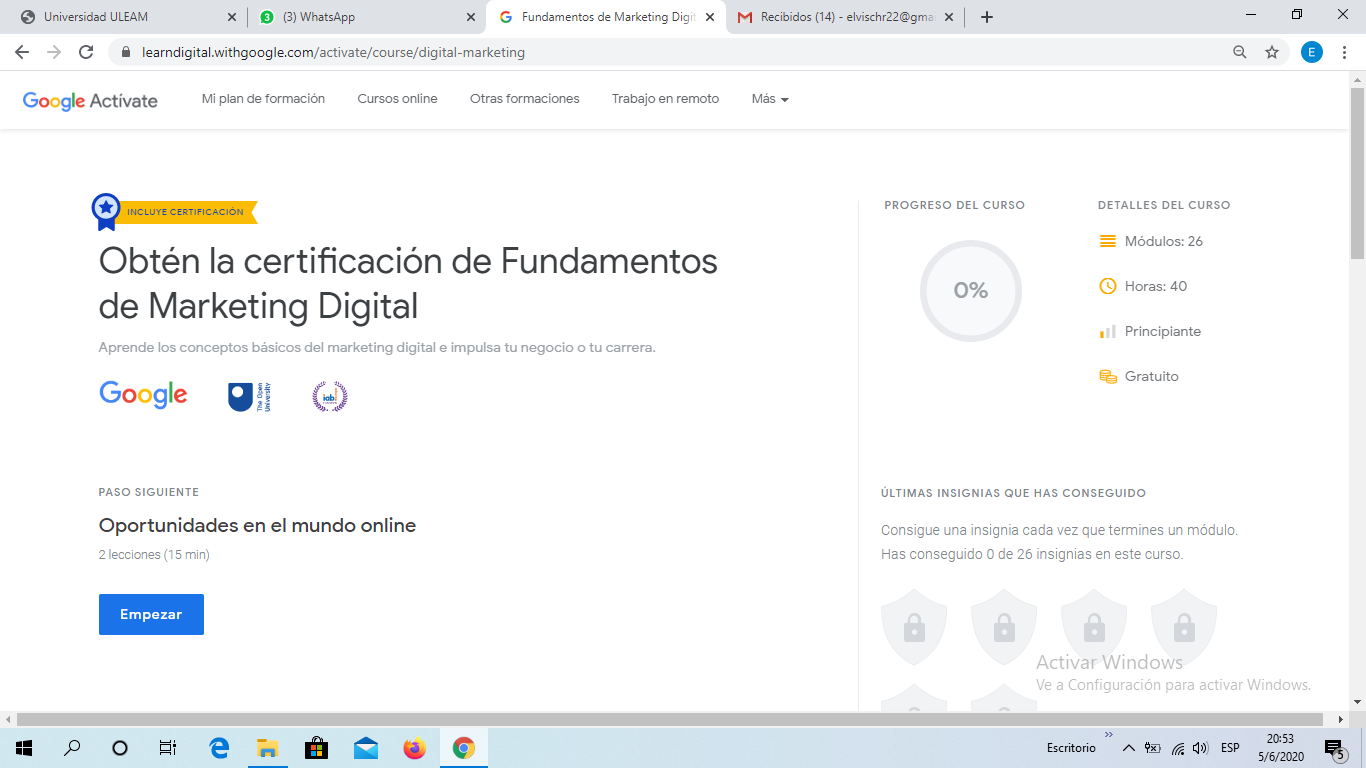 Universidad ULEAM
(3) WhatsApp
Fundamentos de Marketing Digit
Recibidos (14) - elvischr22@gma
learndigital.withgoogle.com/activate/course/digital-marketing
E
Google Actívate
Mi plan de formación
Cursos online
Otras formaciones
Trabajo en remoto
Más
INCLUYE CERTIFICACIÓN
Obtén la certificación de Fundamentos
de Marketing Digital
Aprende los conceptos básicos del marketing digital e impulsa tu negocio o tu carrera.
Google
The Open
University
iab
PASO SIGUIENTE
Oportunidades en el mundo online
2 lecciones (15 min)
Empezar
PROGRESO DEL CURSO
0%
DETALLES DEL CURSO
Módulos: 26
Horas: 40
Principiante
Gratuito
ÚLTIMAS INSIGNIAS QUE HAS CONSEGUIDO
Consigue una insignia cada vez que termines un módulo.
Has conseguido 0 de 26 insignias en este curso.
Activar Windows
Ve a Configuración para activar Windows.
Escritorio
ESP
20:53
5/6/2020
5